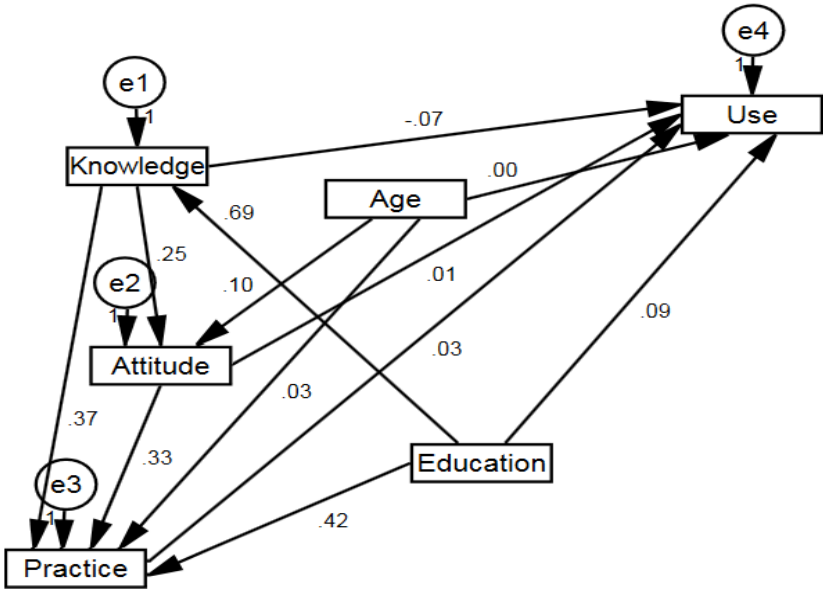 e4
1
Use
e1
1
-.07
Knowledge
.00
Age
.69
.25
e2
.10
.01
1
.09
Attitude
.03
.03
.37
.33
Education
e3
1
.42
Practice